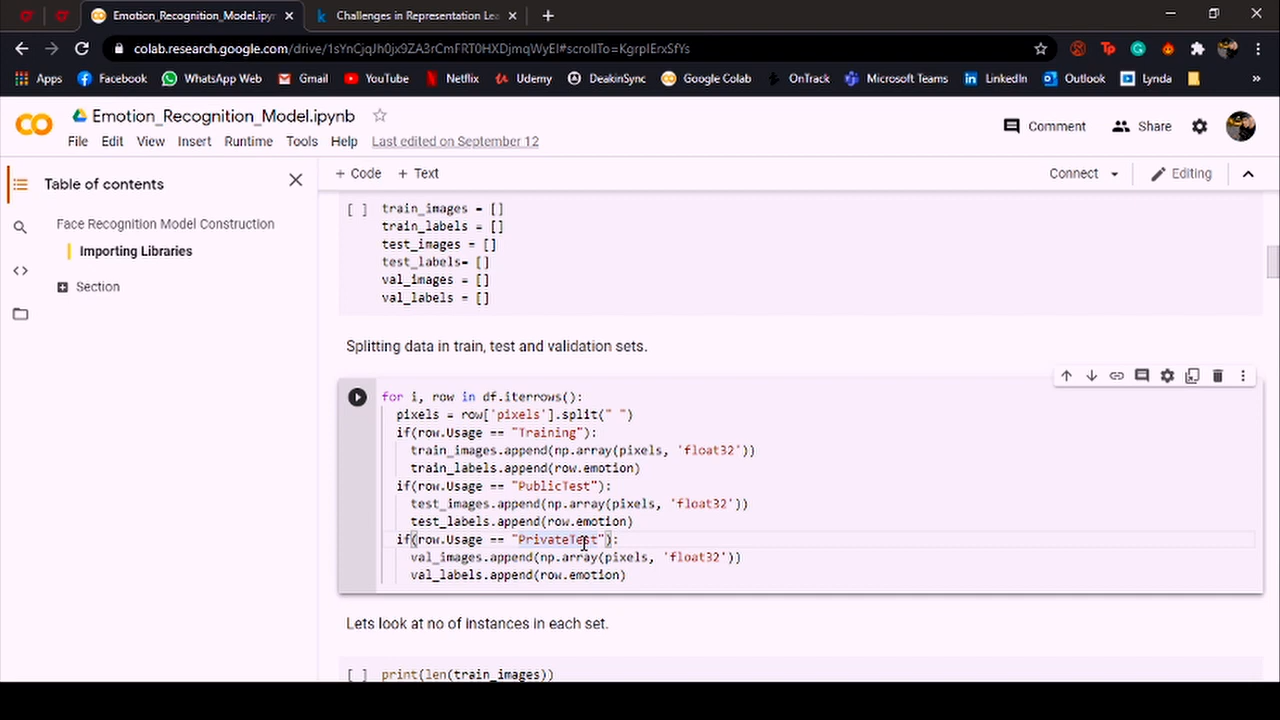 Emotion_Recognition_Model.ipyn
Challenges in Representation Lea
colab.research.google.com/drive/1sYnCjqJh0jx9ZA3rCmFRT0HXDjmqWyEI#scrollTo=KgrpIErxSfYs
Apps Facebook WhatsApp Web Gmail YouTube Netflix Udemy DeakinSync Google Colab OnTrack Microsoft Teams LinkedIn Outlook Lynda »
Emotion_Recognition_Model.ipynb
Comment Share
File Edit View Insert Runtime Tools Help Last edited on September 12
Table of contents
+ Code + Text
Connect Editing
Face Recognition Model Construction
Importing Libraries
Section
[ ] train_images = []
train_labels = []
test_images = []
test_labels= []
val_images = []
val_labels = []
Splitting data in train, test and validation sets.
for i, row in df.iterrows():
pixels = row['pixels'].split(" ")
if(row.Usage == "Training"):
train_images.append(np.array(pixels, 'float32'))
train_labels.append(row.emotion)
if(row.Usage == "PublicTest"):
test_images.append(np.array(pixels, 'float32'))
test_labels.append(row.emotion)
if(row.Usage == "PrivateTest"):
val_images.append(np.array(pixels, 'float32'))
val_labels.append(row.emotion)
Lets look at no of instances in each set.
[ ] print(len(train_images))